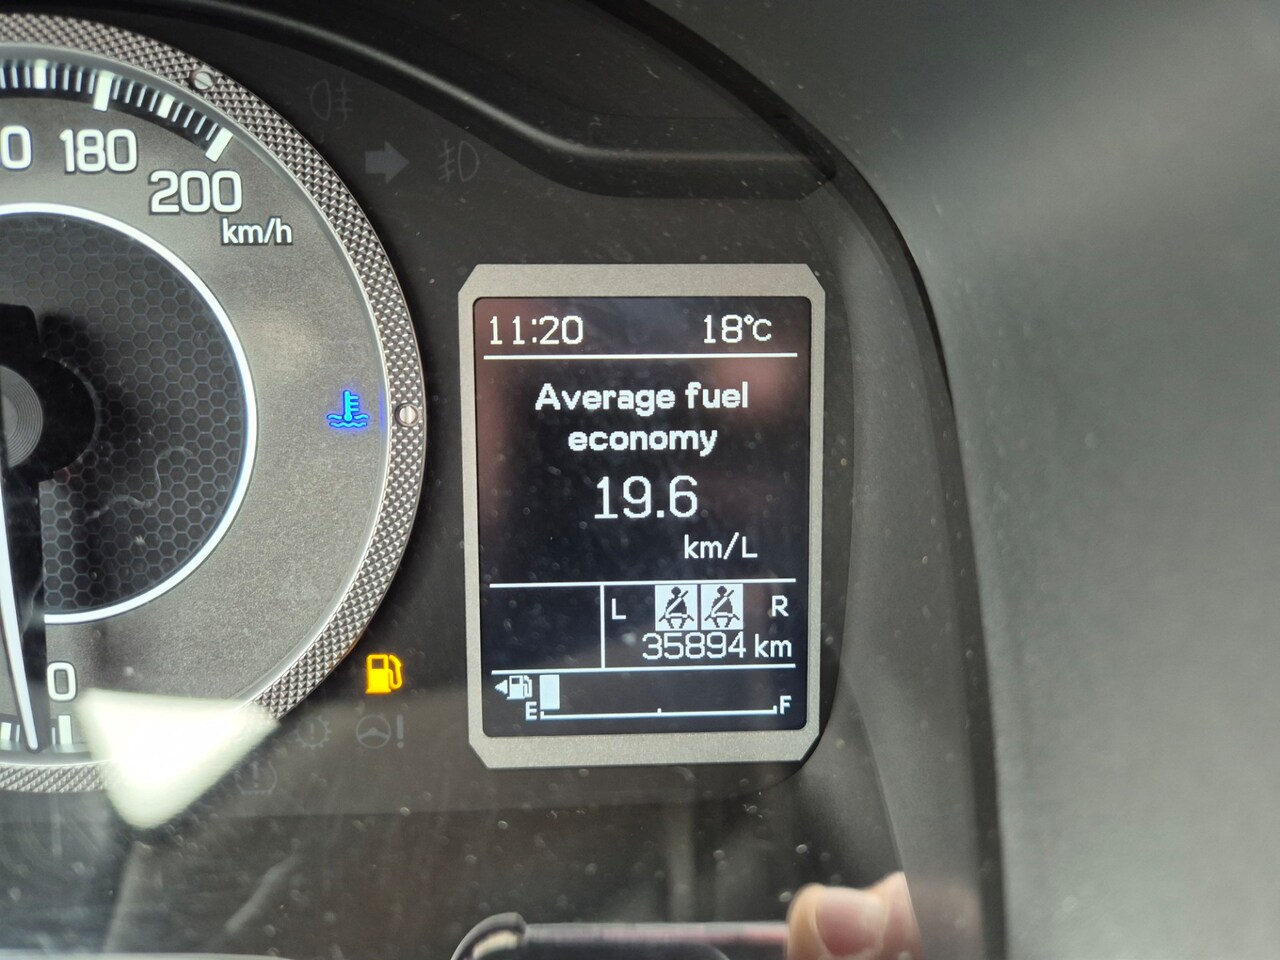 180
200
km/h
11:20 18°C
Average fuel
economy
19.6
km/L
L R
35894 km
E F
0